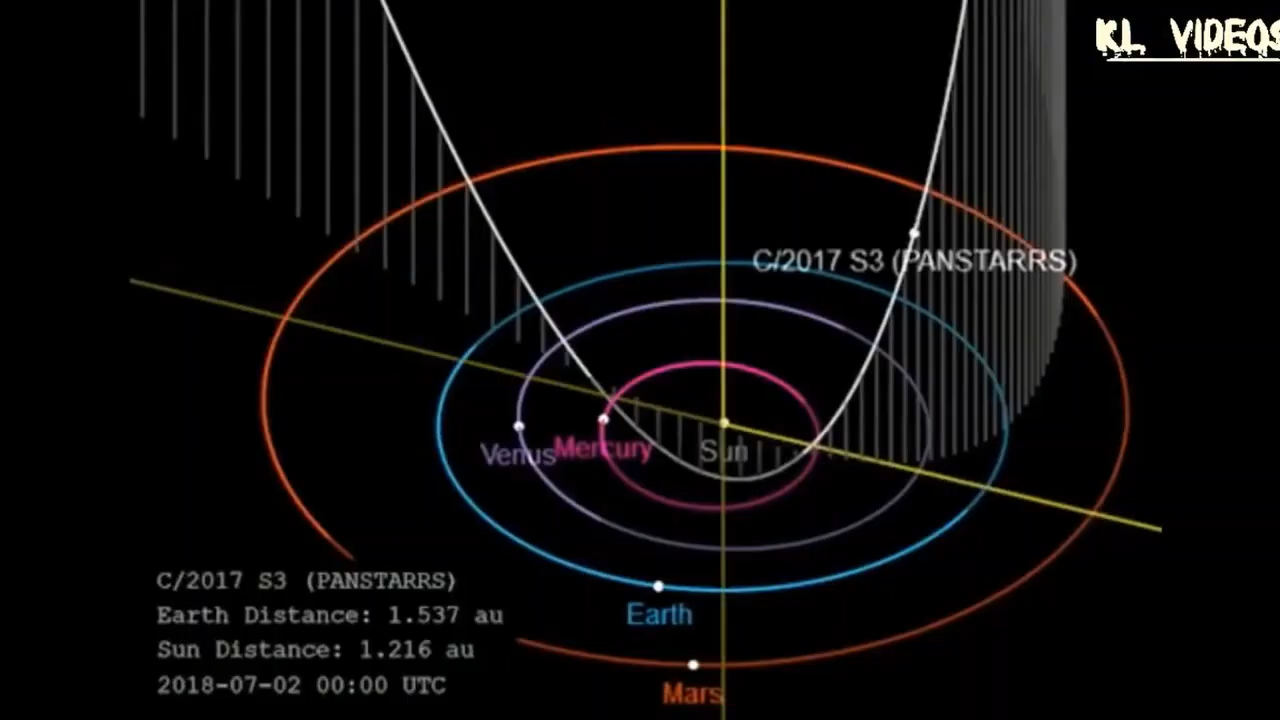 KL VIDEOS
C/2017 S3 (PANSTARRS)
Sun
Mercury
Venus
C/2017 S3 (PANSTARRS)
Earth Distance: 1.537 au
Earth
Sun Distance: 1.216 au
2018-07-02 00:00 UTC
Mars